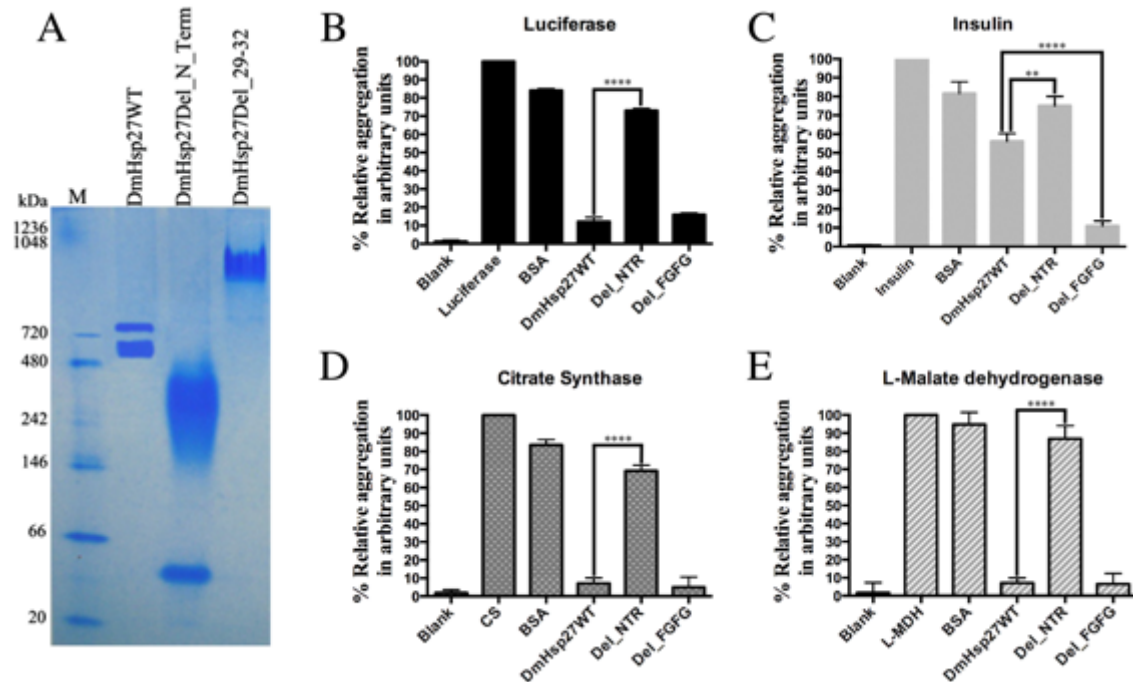 A
DmHsp27WT
DmHsp27Del_N_Term
DmHsp27Del_29-32
kDa
M
1236
1048
720
480
242
146
66
20
B
Luciferase
% Relative aggregation
in arbitrary units
100
90
80
70
60
50
40
30
20
10
0
****
Blank
Luciferase
BSA
DmHsp27WT
Del_NTR
Del_FGFG
C
Insulin
% Relative aggregation
in arbitrary units
100
90
80
70
60
50
40
30
20
10
0
****
**
Blank
Insulin
BSA
DmHsp27WT
Del_NTR
Del_FGFG
D
Citrate Synthase
% Relative aggregation
in arbitrary units
100
90
80
70
60
50
40
30
20
10
0
****
Blank
CS
BSA
DmHsp27WT
Del_NTR
Del_FGFG
E
L-Malate dehydrogenase
% Relative aggregation
in arbitrary units
100
90
80
70
60
50
40
30
20
10
0
****
Blank
L-MDH
BSA
DmHsp27WT
Del_NTR
Del_FGFG